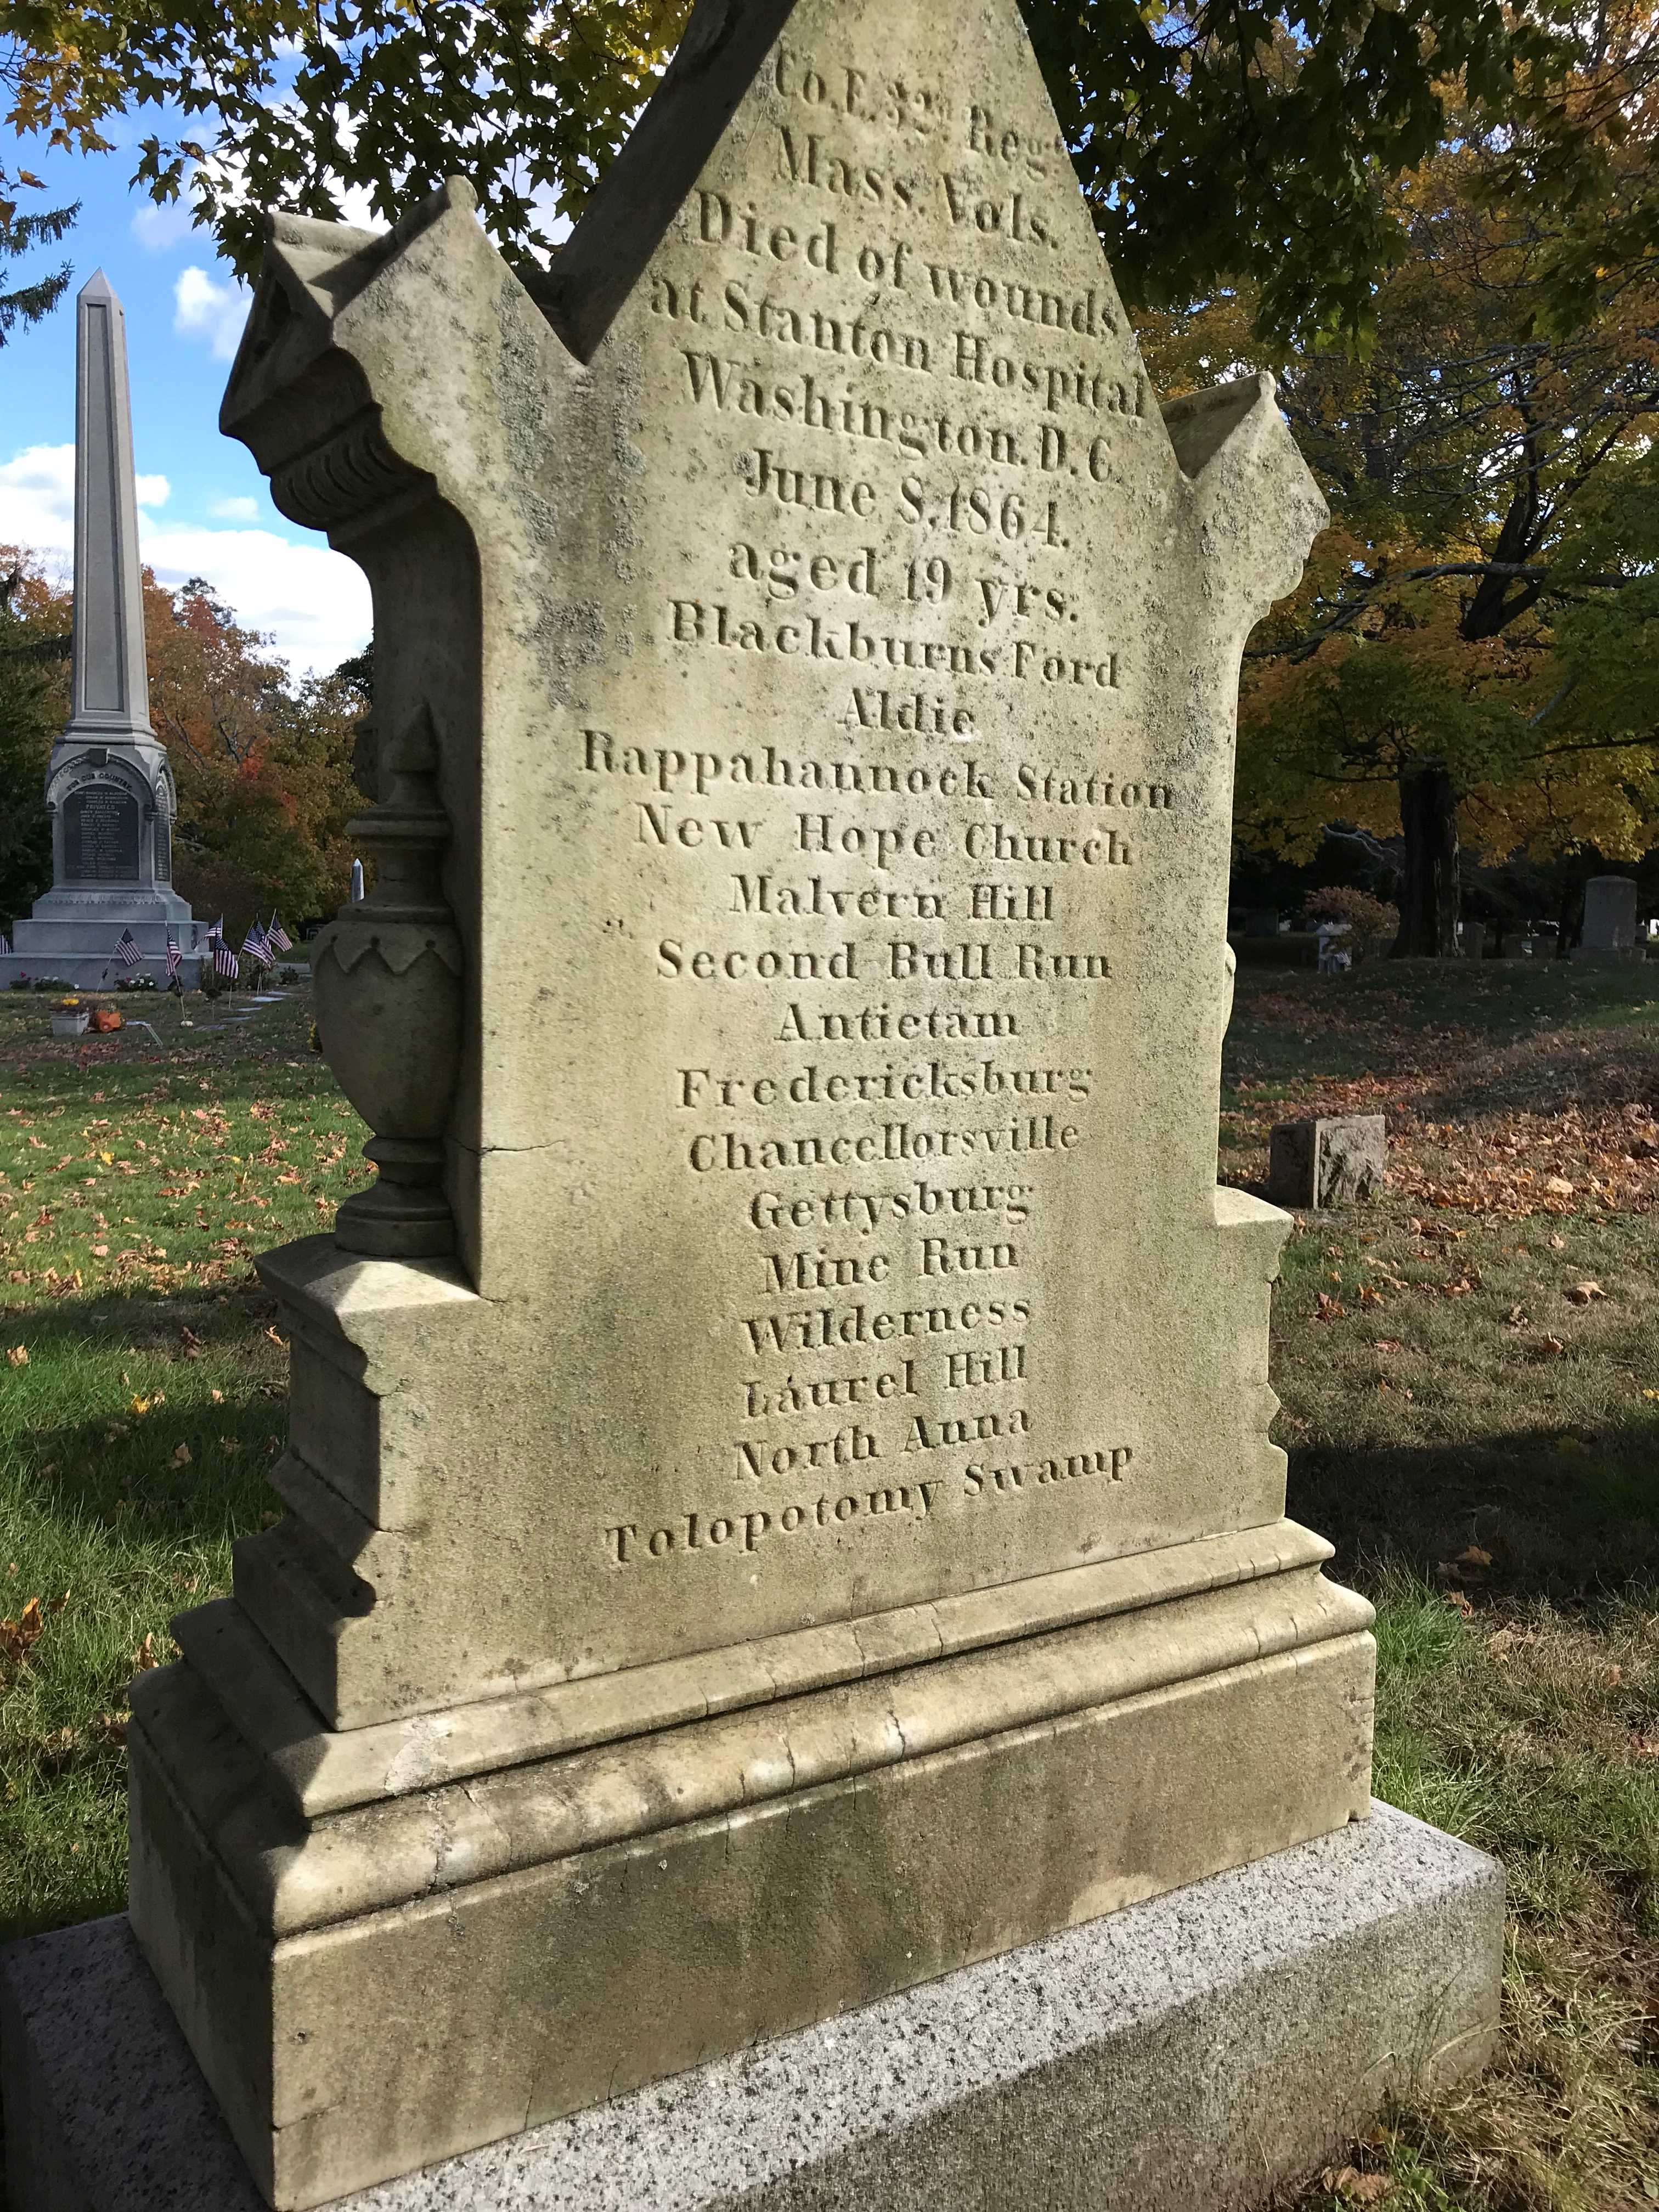 Co. E. 32d Regt
Mass. Vols.
Died of wounds
at Stanton Hospital
Washington. D. C.
June 8, 1864.
aged 19 yrs.
Blackburns Ford
Aldie
Rappahannock Station
New Hope Church
Malvern Hill
Second Bull Run
Antietam
Fredericksburg
Chancellorsville
Gettysburg
Mine Run
Wilderness
Laurel Hill
North Anna
Tolopotomy Swamp